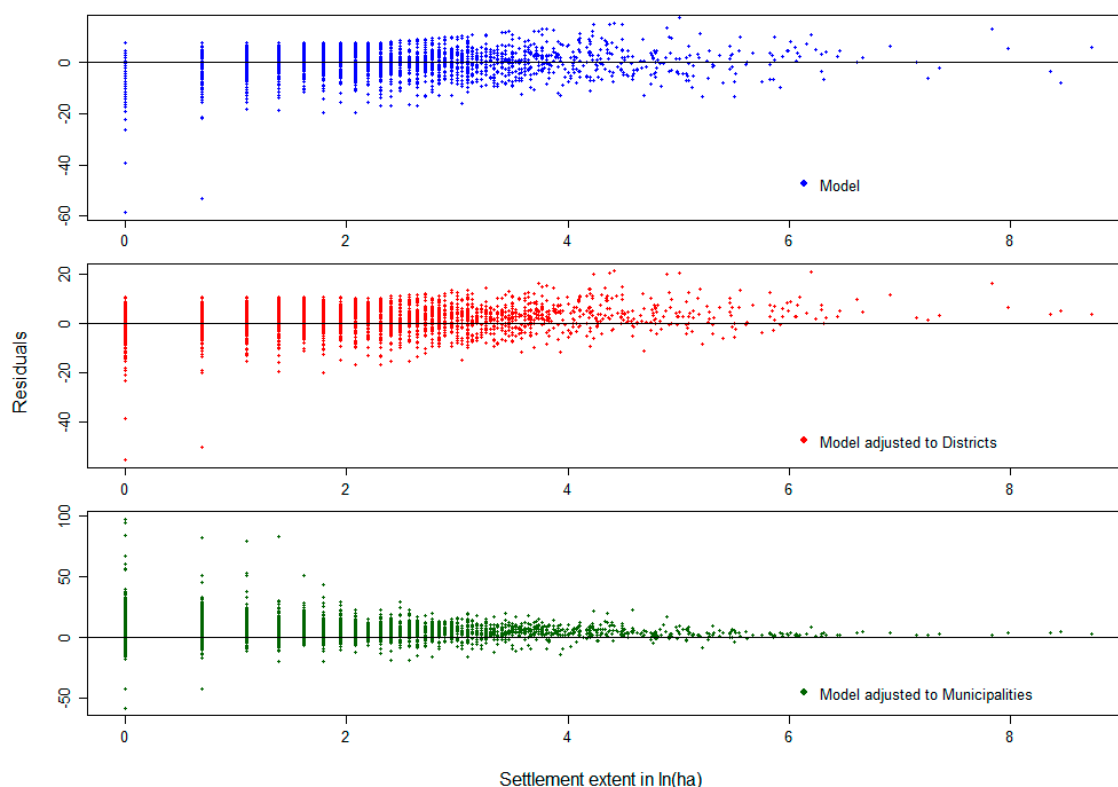 0
-20
-40
-60
Model
0 2 4 6 8
20
0
-20
-40
Model adjusted to Districts
0 2 4 6 8
Residuals
100
50
0
-50
Model adjusted to Municipalities
0 2 4 6 8
Settlement extent in ln(ha)